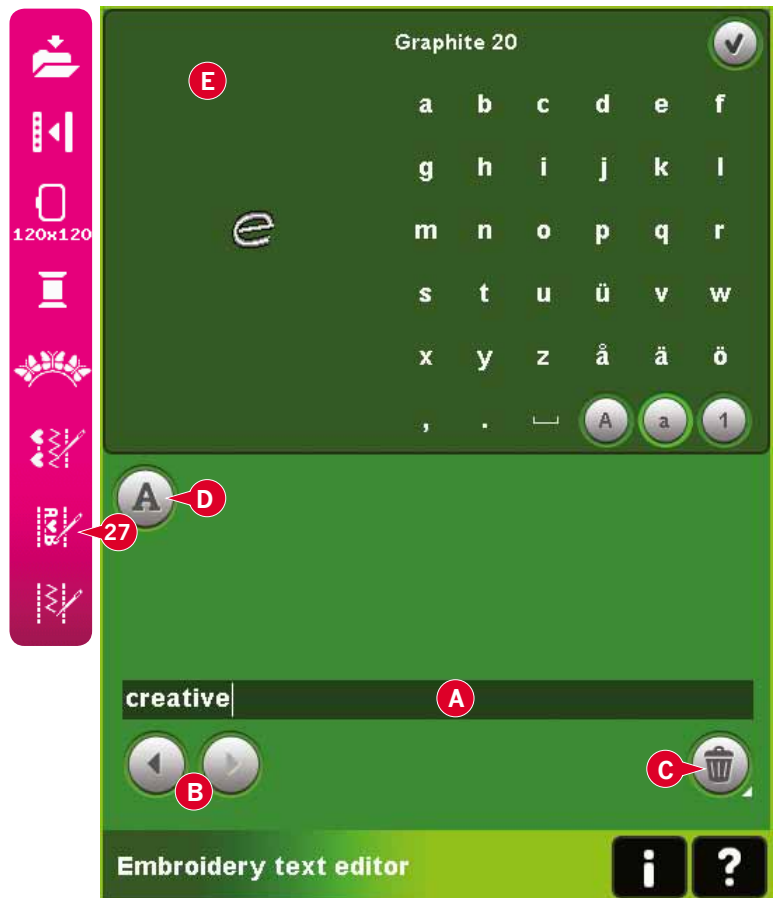 Graphite 20
E
a b c d e f
g h i j k l
120x120
e
m n o p q r
s t u ü v w
x y z å ä ö
, . A a 1
A
D
A♥B
27
creative
A
B
C
Embroidery text editor
i ?